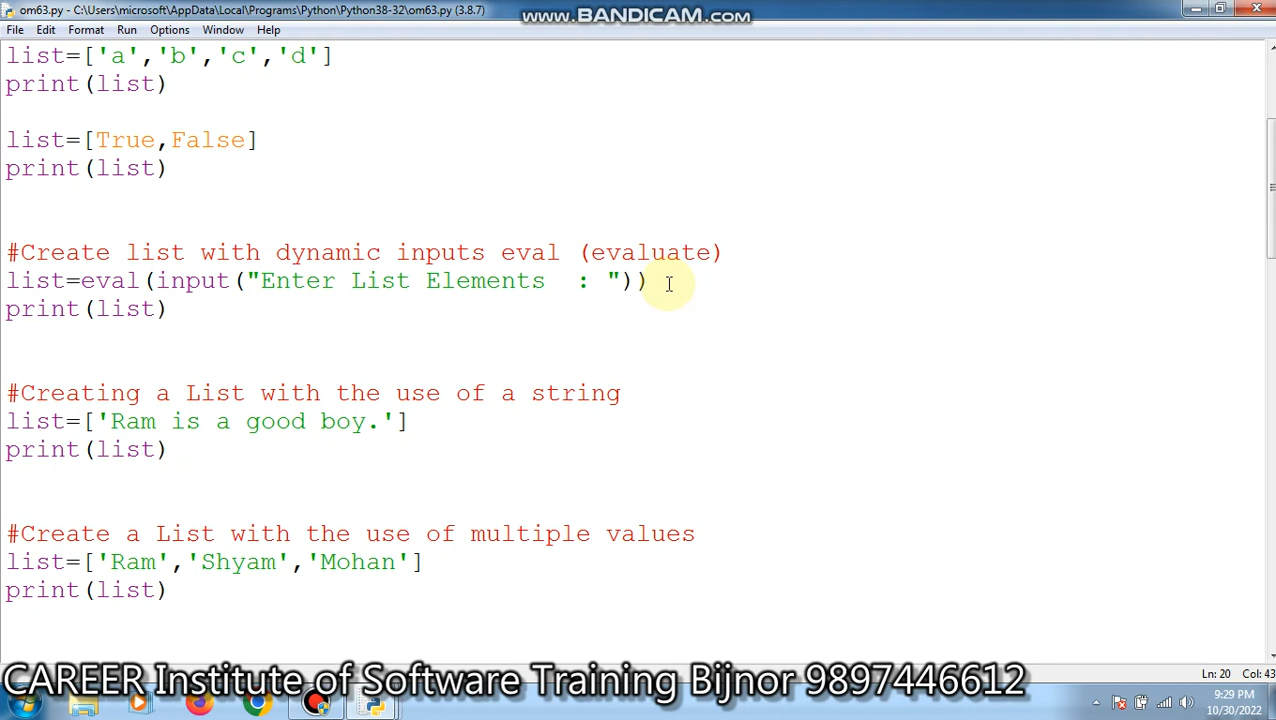 om63.py - C:\Users\microsoft\AppData\Local\Programs\Python\Python38-32\om63.py (3.8.7)
www.BANDICAM.com
File Edit Format Run Options Window Help
list=['a','b','c','d']
print(list)
list=[True,False]
print(list)
#Create list with dynamic inputs eval (evaluate)
list=eval(input("Enter List Elements  : "))
print(list)
#Creating a List with the use of a string
list=['Ram is a good boy.']
print(list)
#Create a List with the use of multiple values
list=['Ram','Shyam','Mohan']
print(list)
Ln: 20 Col: 43
CAREER Institute of Software Training Bijnor 9897446612
9:29 PM
10/30/2022